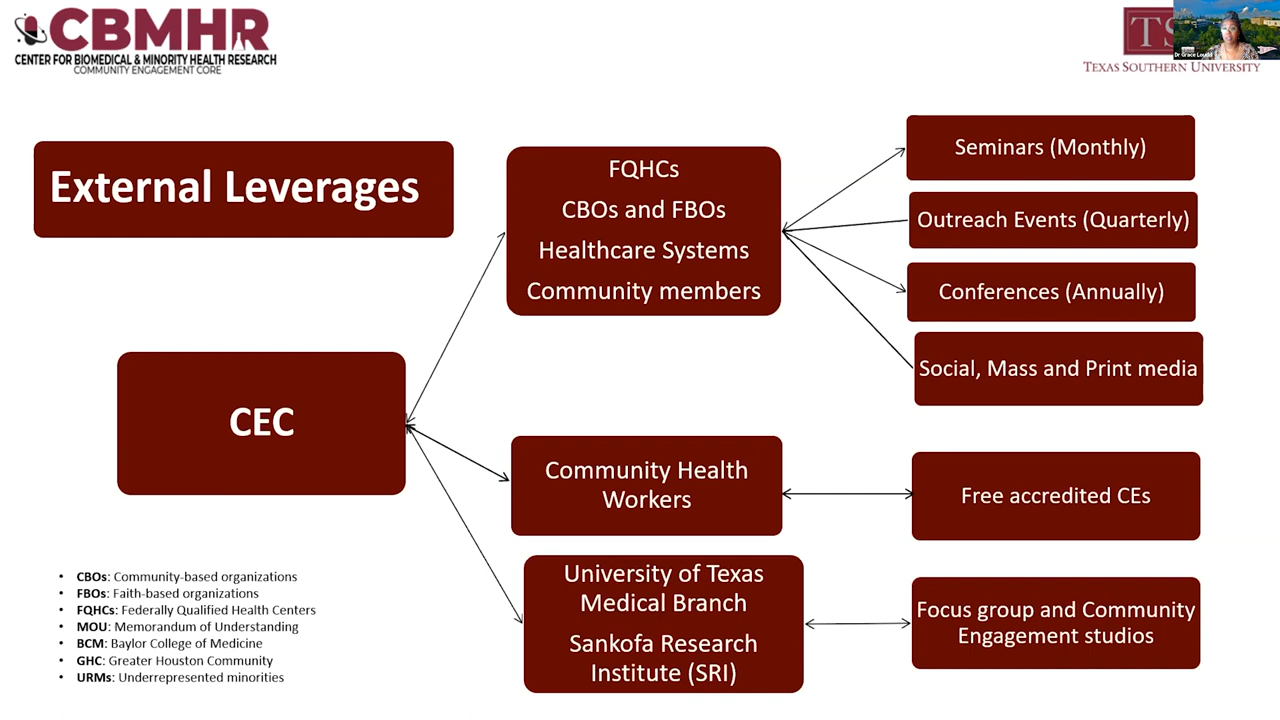 CBMHR
CENTER FOR BIOMEDICAL & MINORITY HEALTH RESEARCH
COMMUNITY ENGAGEMENT CORE
TEXAS SOUTHERN UNIVERSITY
External Leverages
CEC
FQHCs
CBOs and FBOs
Healthcare Systems
Community members
Seminars (Monthly)
Outreach Events (Quarterly)
Conferences (Annually)
Social, Mass and Print media
Community Health
Workers
Free accredited CEs
University of Texas
Medical Branch
Sankofa Research
Institute (SRI)
Focus group and Community
Engagement studios
• CBOs: Community-based organizations
• FBOs: Faith-based organizations
• FQHCs: Federally Qualified Health Centers
• MOU: Memorandum of Understanding
• BCM: Baylor College of Medicine
• GHC: Greater Houston Community
• URMs: Underrepresented minorities